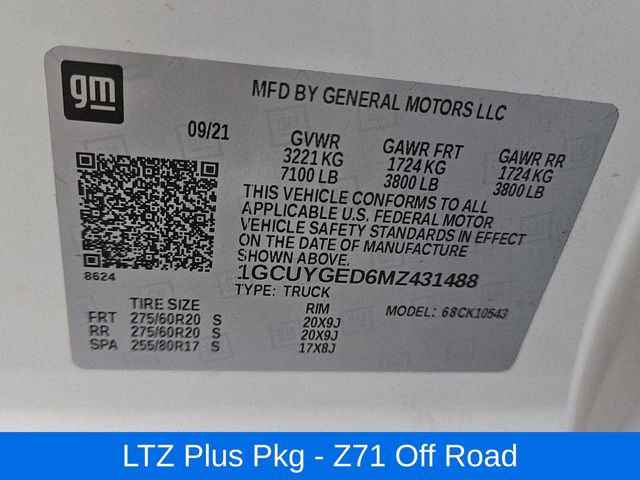 gm
MFD BY GENERAL MOTORS LLC
09/21
GVWR GAWR FRT GAWR RR
3221 KG 1724 KG 1724 KG
7100 LB 3800 LB 3800 LB
THIS VEHICLE CONFORMS TO ALL
APPLICABLE U.S. FEDERAL MOTOR
VEHICLE SAFETY STANDARDS IN EFFECT
ON THE DATE OF MANUFACTURE
SHOWN ABOVE.
8624
1GCUYGED6MZ431488
TYPE: TRUCK
MODEL: 68CK10543
TIRE SIZE RIM
FRT 275/60R20 S 20X9J
RR 275/60R20 S 20X9J
SPA 255/80R17 S 17X8J
LTZ Plus Pkg - Z71 Off Road